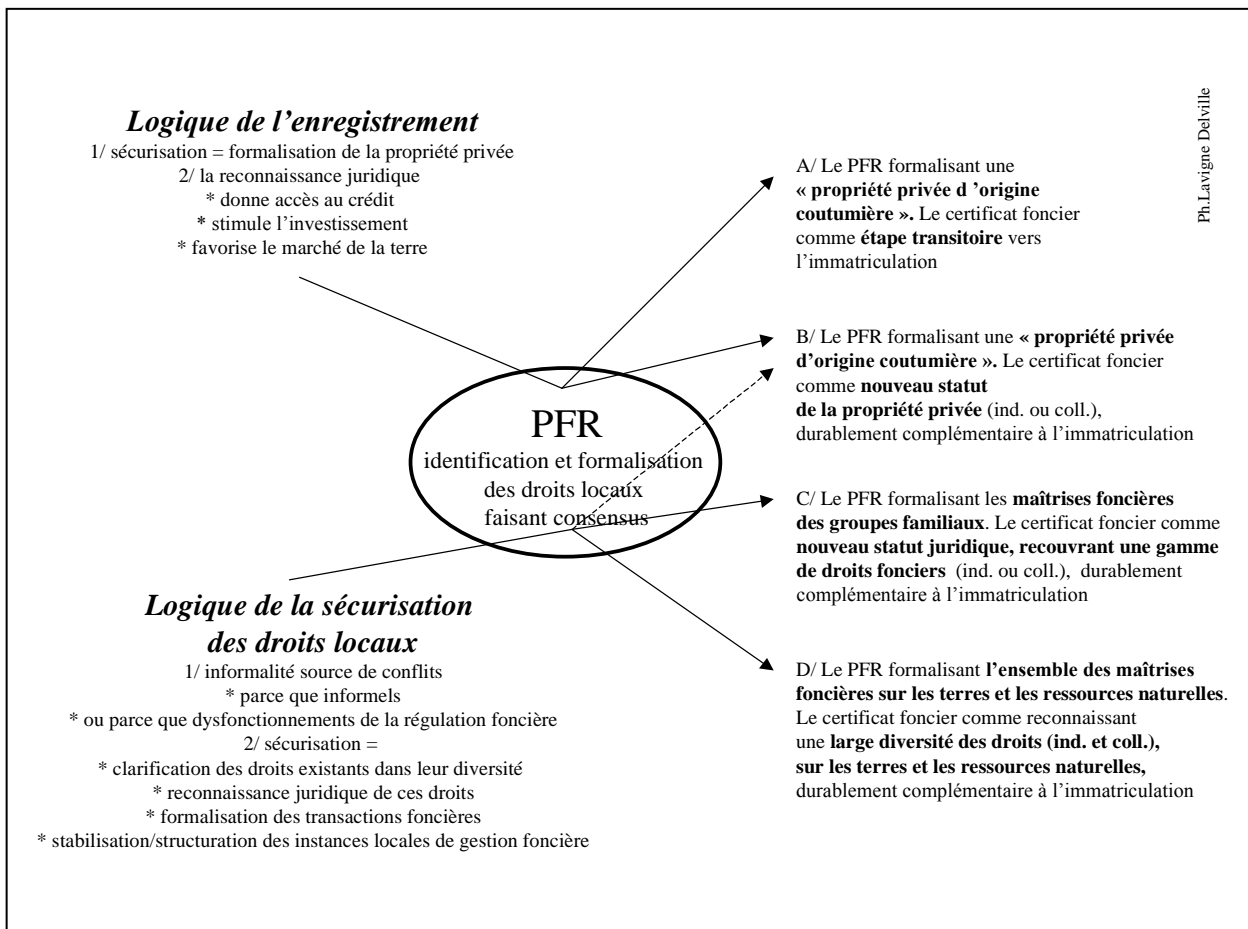 Logique de l’enregistrement
1/ sécurisation = formalisation de la propriété privée
2/ la reconnaissance juridique
* donne accès au crédit
* stimule l’investissement
* favorise le marché de la terre
PFR
identification et formalisation
des droits locaux
faisant consensus
Logique de la sécurisation
des droits locaux
1/ informalité source de conflits
* parce que informels
* ou parce que dysfonctionnements de la régulation foncière
2/ sécurisation =
* clarification des droits existants dans leur diversité
* reconnaissance juridique de ces droits
* formalisation des transactions foncières
* stabilisation/structuration des instances locales de gestion foncière
A/ Le PFR formalisant une
« propriété privée d ’origine
coutumière ». Le certificat foncier
comme étape transitoire vers
l’immatriculation
B/ Le PFR formalisant une « propriété privée
d’origine coutumière ». Le certificat foncier
comme nouveau statut
de la propriété privée (ind. ou coll.),
durablement complémentaire à l’immatriculation
C/ Le PFR formalisant les maîtrises foncières
des groupes familiaux. Le certificat foncier comme
nouveau statut juridique, recouvrant une gamme
de droits fonciers (ind. ou coll.), durablement
complémentaire à l’immatriculation
D/ Le PFR formalisant l’ensemble des maîtrises
foncières sur les terres et les ressources naturelles.
Le certificat foncier comme reconnaissant
une large diversité des droits (ind. et coll.),
sur les terres et les ressources naturelles,
durablement complémentaire à l’immatriculation
Ph.Lavigne Delville